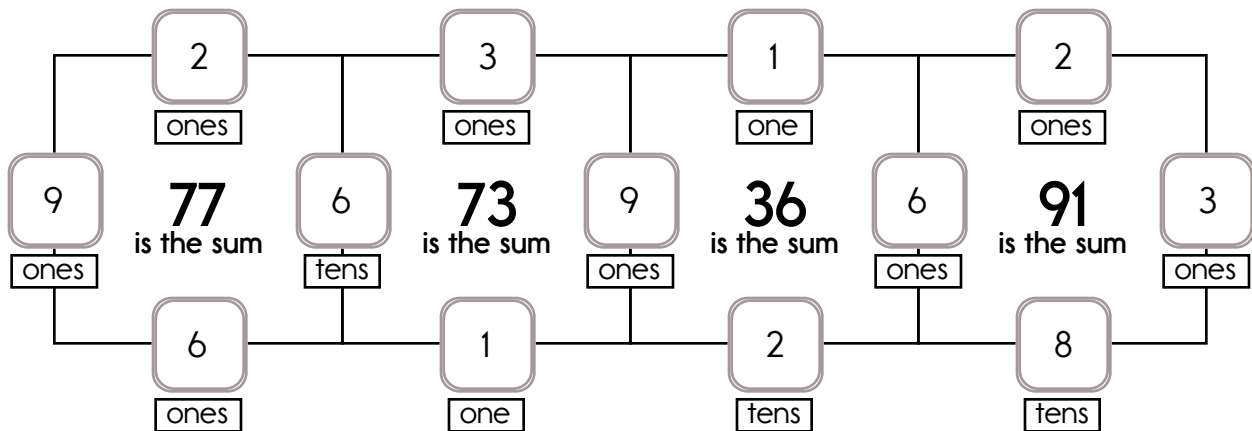 2
3
1
2
ones
ones
one
ones
9
77
is the sum
6
73
is the sum
9
36
is the sum
6
91
is the sum
3
ones
tens
ones
ones
ones
6
1
2
8
ones
one
tens
tens